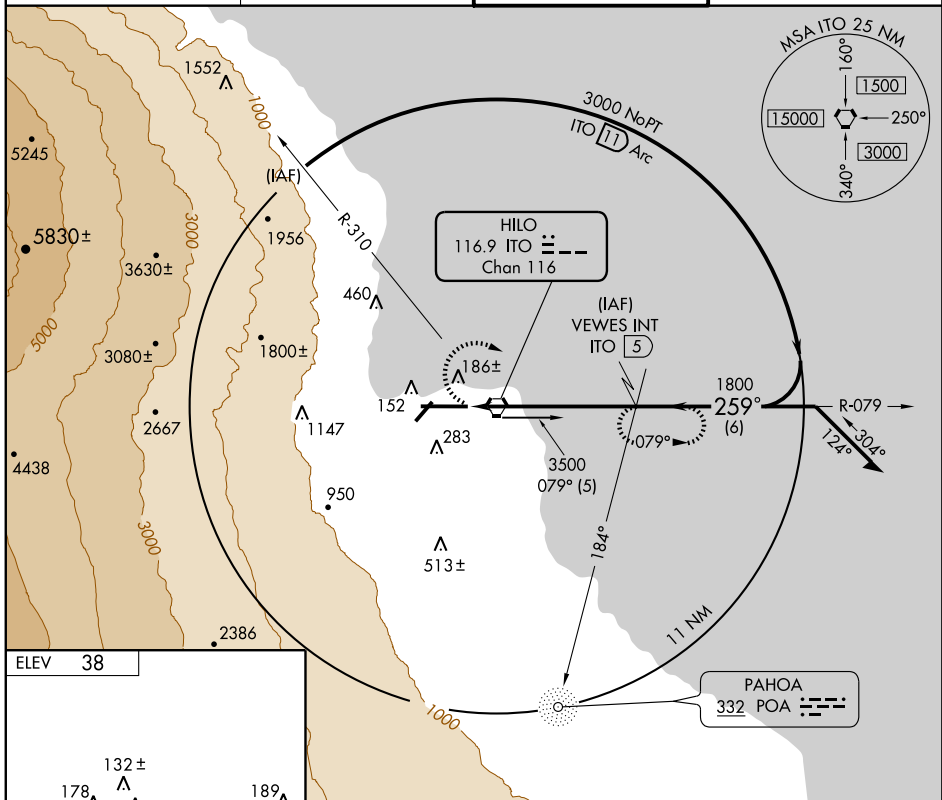 MSA ITO 25 NM
160°
1500
15000
250°
3000
340°
1552
1000
3000 NoPT
ITO 11 Arc
5245
(IAF)
R-310
3000
1956
5830±
3630±
HILO
116.9 ITO
Chan 116
460
(IAF)
VEWES INT
ITO 5
5000
3080±
1800±
186±
1800
152
259°
(6)
R-079
2667
1147
283
079°
304°
124°
4438
3500
079° (5)
950
3000
184°
513±
2386
11 NM
ELEV 38
1000
PAHOA
332 POA
132±
178
189